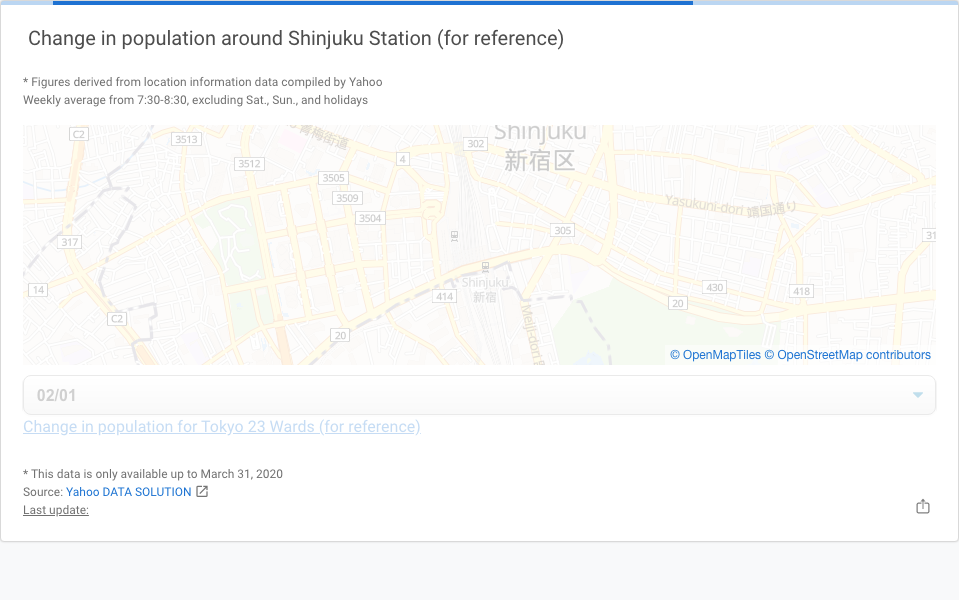 Change in population around Shinjuku Station (for reference)
* Figures derived from location information data compiled by Yahoo
Weekly average from 7:30-8:30, excluding Sat., Sun., and holidays
C2
3513
青梅街道
302
Shinjuku
新宿区
3512
4
3505
3509
3504
Yasukuni-dori 靖国通り
317
305
31
14
414
Shinjuku
新宿
20
430
418
C2
20
Meiji-dori
© OpenMapTiles © OpenStreetMap contributors
02/01
Change in population for Tokyo 23 Wards (for reference)
* This data is only available up to March 31, 2020
Source: Yahoo DATA SOLUTION
Last update: